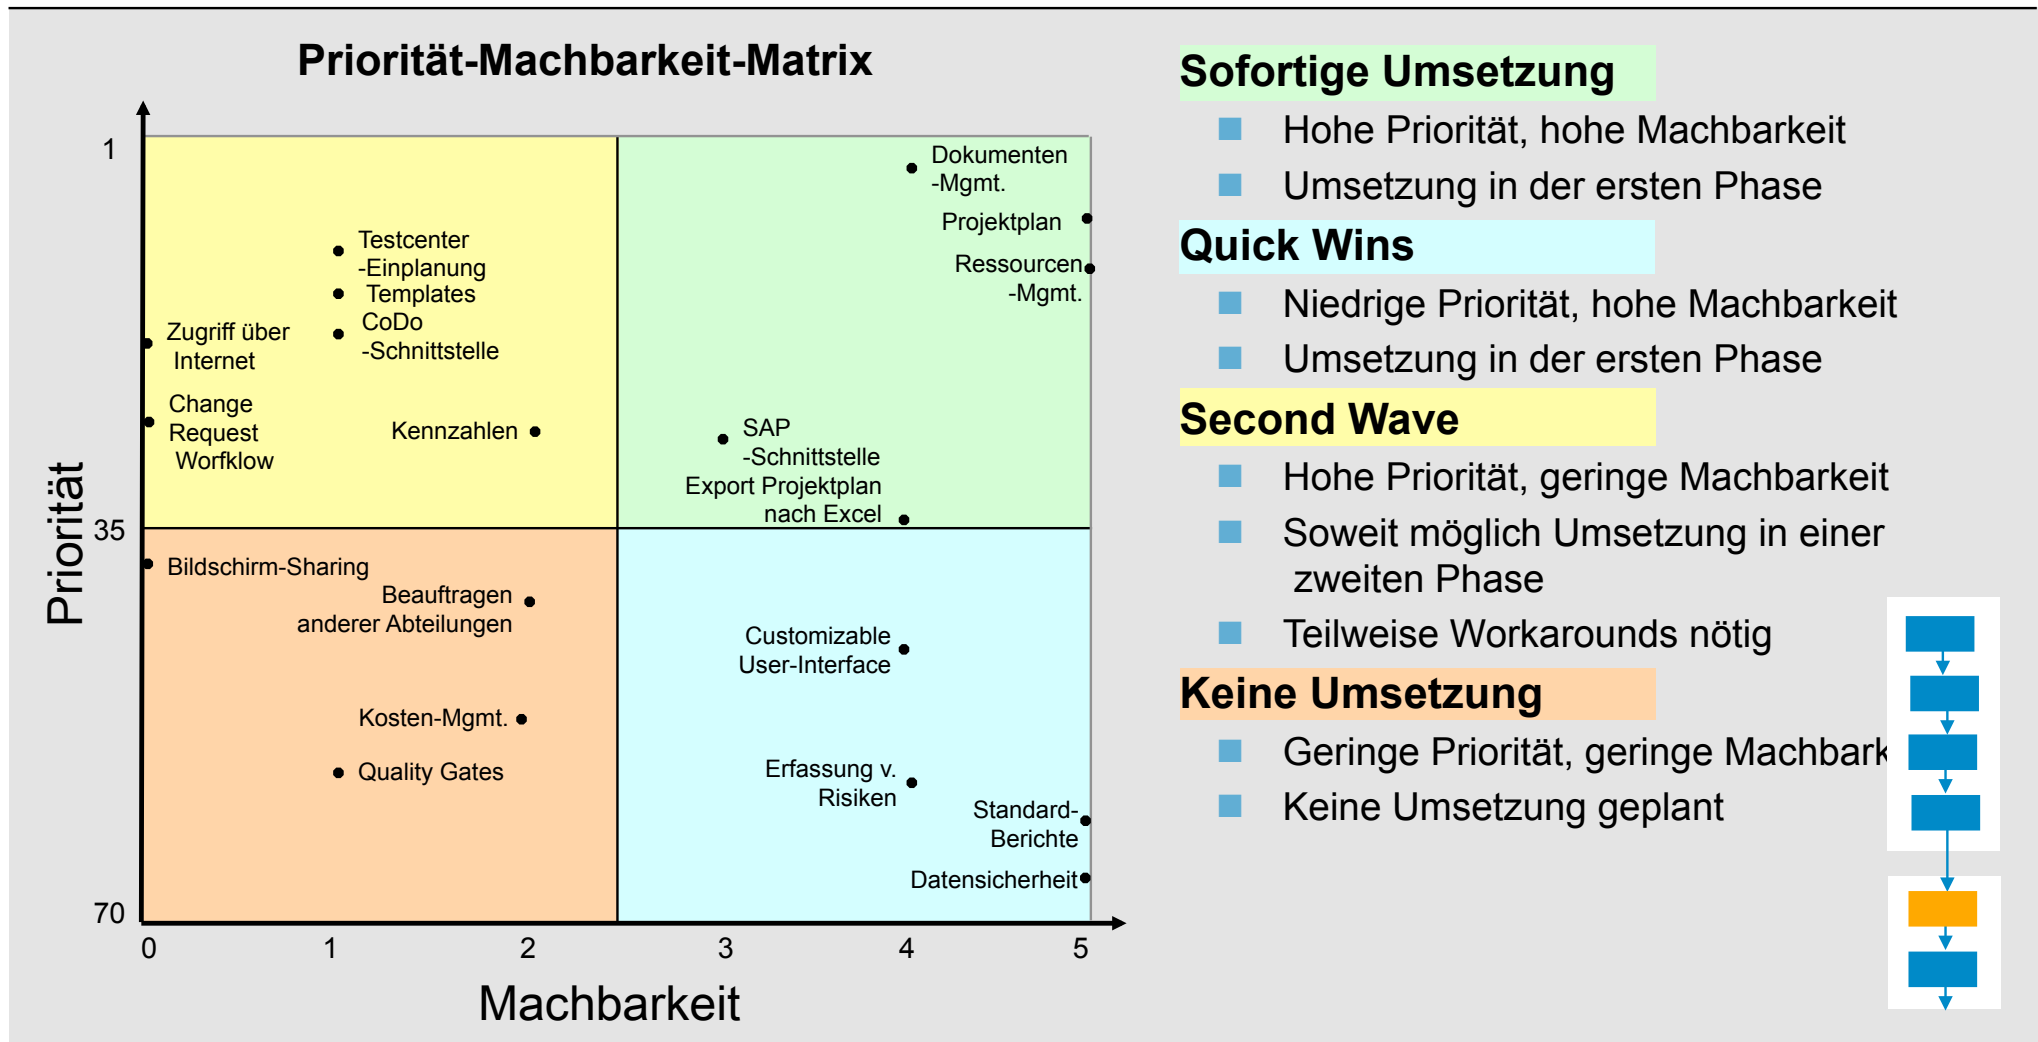 Priorität-Machbarkeit-Matrix
1
35
70
Priorität
Dokumenten
-Mgmt.
Projektplan
Ressourcen
-Mgmt.
Testcenter
-Einplanung
Templates
CoDo
-Schnittstelle
Zugriff über
Internet
Change
Request
Worfklow
Kennzahlen
SAP
-Schnittstelle
Export Projektplan
nach Excel
Bildschirm-Sharing
Beauftragen
anderer Abteilungen
Customizable
User-Interface
Kosten-Mgmt.
Quality Gates
Erfassung v.
Risiken
Standard-
Berichte
Datensicherheit
0 1 2 3 4 5
Machbarkeit
Sofortige Umsetzung
Hohe Priorität, hohe Machbarkeit
Umsetzung in der ersten Phase
Quick Wins
Niedrige Priorität, hohe Machbarkeit
Umsetzung in der ersten Phase
Second Wave
Hohe Priorität, geringe Machbarkeit
Soweit möglich Umsetzung in einer
zweiten Phase
Teilweise Workarounds nötig
Keine Umsetzung
Geringe Priorität, geringe Machbark
Keine Umsetzung geplant